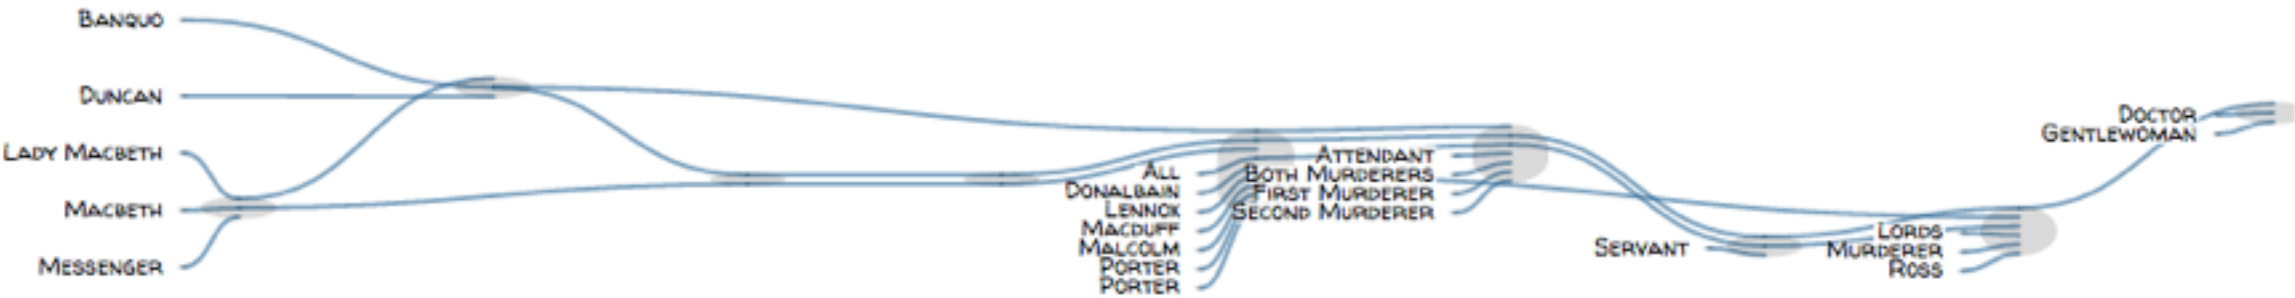 BANQUO
DUNCAN
LADY MACBETH
MACBETH
MESSENGER
ALL
DONALBAIN
LENNOX
MACDUFF
MALCOLM
PORTER
PORTER
ATTENDANT
BOTH MURDERERS
FIRST MURDERER
SECOND MURDERER
SERVANT
LORDS
MURDERER
ROSS
DOCTOR
GENTLEWOMAN